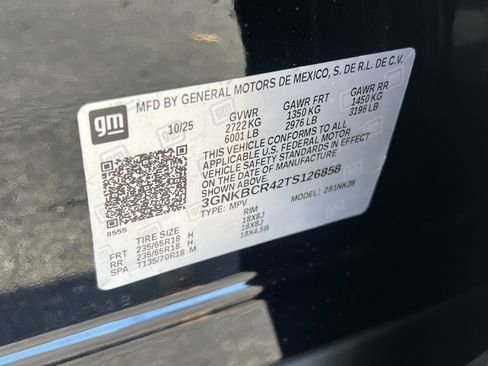 MFD BY GENERAL MOTORS DE MEXICO, S. DE R.L. DE C.V.
gm
10/25 GVWR GAWR FRT GAWR RR
2722 KG 1350 KG 1450 KG
6001 LB 2976 LB 3196 LB
THIS VEHICLE CONFORMS TO ALL
APPLICABLE U.S. FEDERAL MOTOR
VEHICLE SAFETY STANDARDS IN EFFECT
ON THE DATE OF MANUFACTURE SHOWN ABOVE.
3GNKBCR42TS126858
TYPE: MPV MODEL: 291NK26
8555
TIRE SIZE RIM
FRT 235/65R18 H 18X8J
RR 235/65R18 H 18X8J
SPA T135/70R18 M 18X4.5B